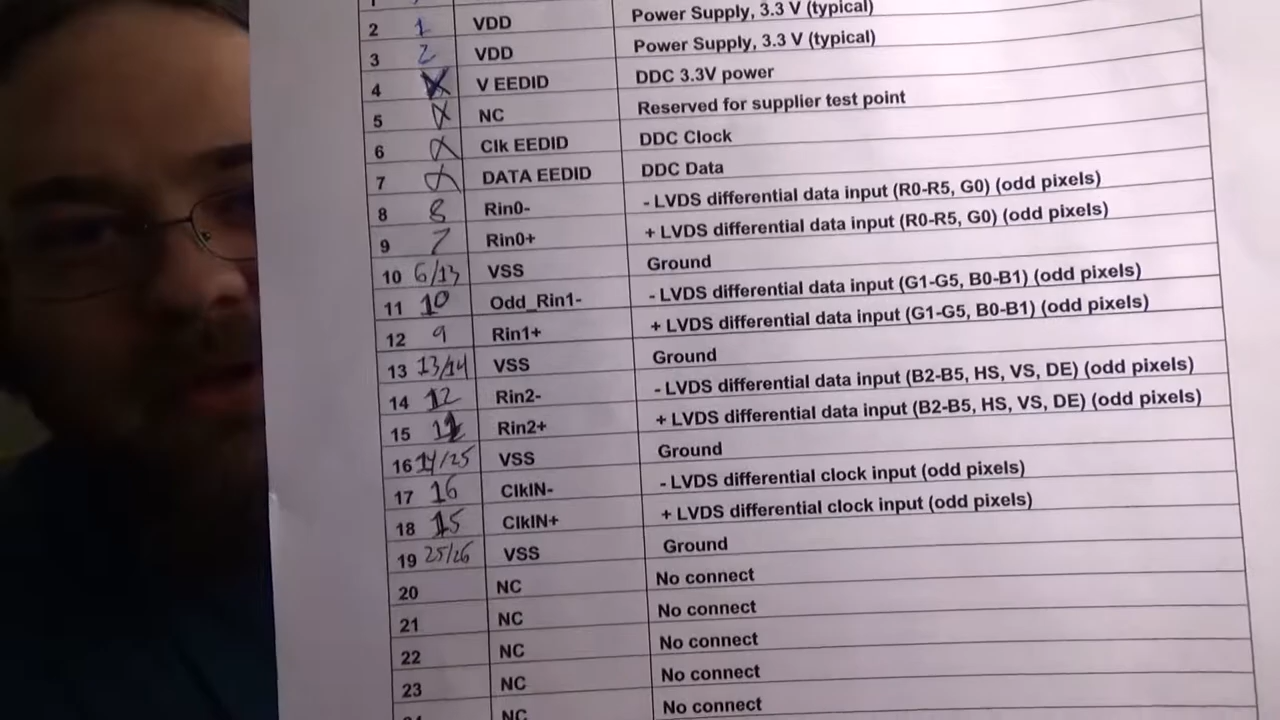 2 1 VDD Power Supply, 3.3 V (typical)
3 2 VDD Power Supply, 3.3 V (typical)
4 X V EEDID DDC 3.3V power
5 X NC Reserved for supplier test point
6 X Clk EEDID DDC Clock
7 X DATA EEDID DDC Data
8 8 Rin0- - LVDS differential data input (R0-R5, G0) (odd pixels)
9 7 Rin0+ + LVDS differential data input (R0-R5, G0) (odd pixels)
10 6/13 VSS Ground
11 10 Odd_Rin1- - LVDS differential data input (G1-G5, B0-B1) (odd pixels)
12 9 Rin1+ + LVDS differential data input (G1-G5, B0-B1) (odd pixels)
13 13/14 VSS Ground
14 12 Rin2- - LVDS differential data input (B2-B5, HS, VS, DE) (odd pixels)
15 11 Rin2+ + LVDS differential data input (B2-B5, HS, VS, DE) (odd pixels)
16 14/25 VSS Ground
17 16 ClkIN- - LVDS differential clock input (odd pixels)
18 15 ClkIN+ + LVDS differential clock input (odd pixels)
19 25/26 VSS Ground
20 NC No connect
21 NC No connect
22 NC No connect
23 NC No connect
NC No connect